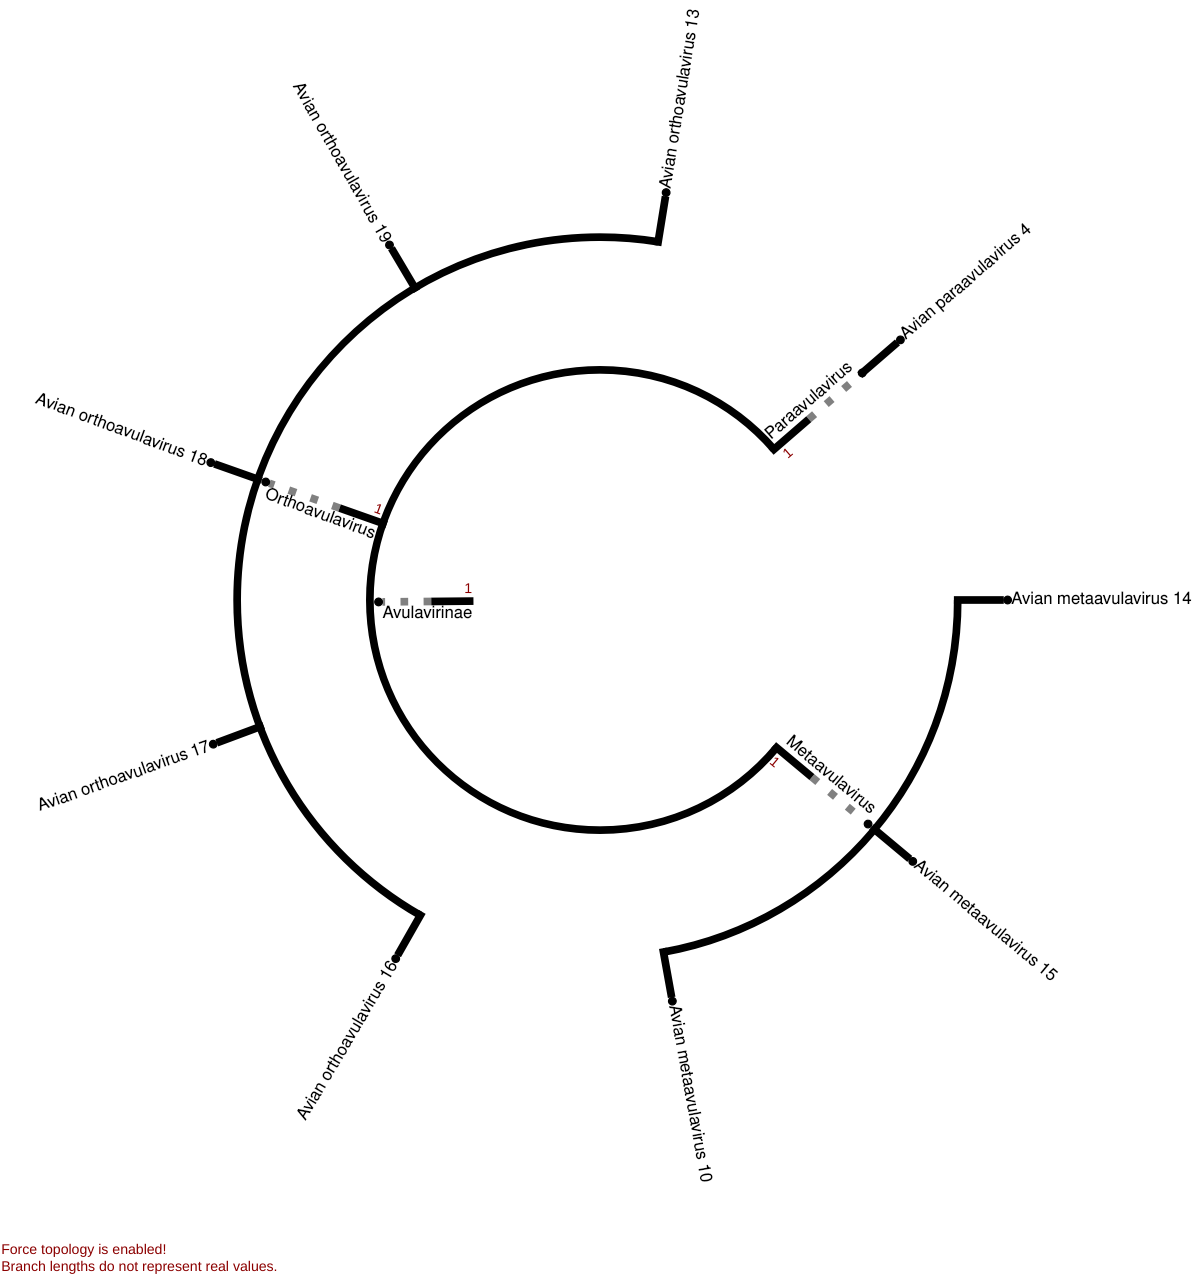 Avian orthoavulavirus 13
Avian orthoavulavirus 19
Avian paraavulavirus 4
Paraavulavirus
1
Avian orthoavulavirus 18
Orthoavulavirus
1
Avulavirinae
1
Avian metaavulavirus 14
Metaavulavirus
1
Avian orthoavulavirus 17
Avian metaavulavirus 15
Avian orthoavulavirus 16
Avian metaavulavirus 10
Force topology is enabled!
Branch lengths do not represent real values.